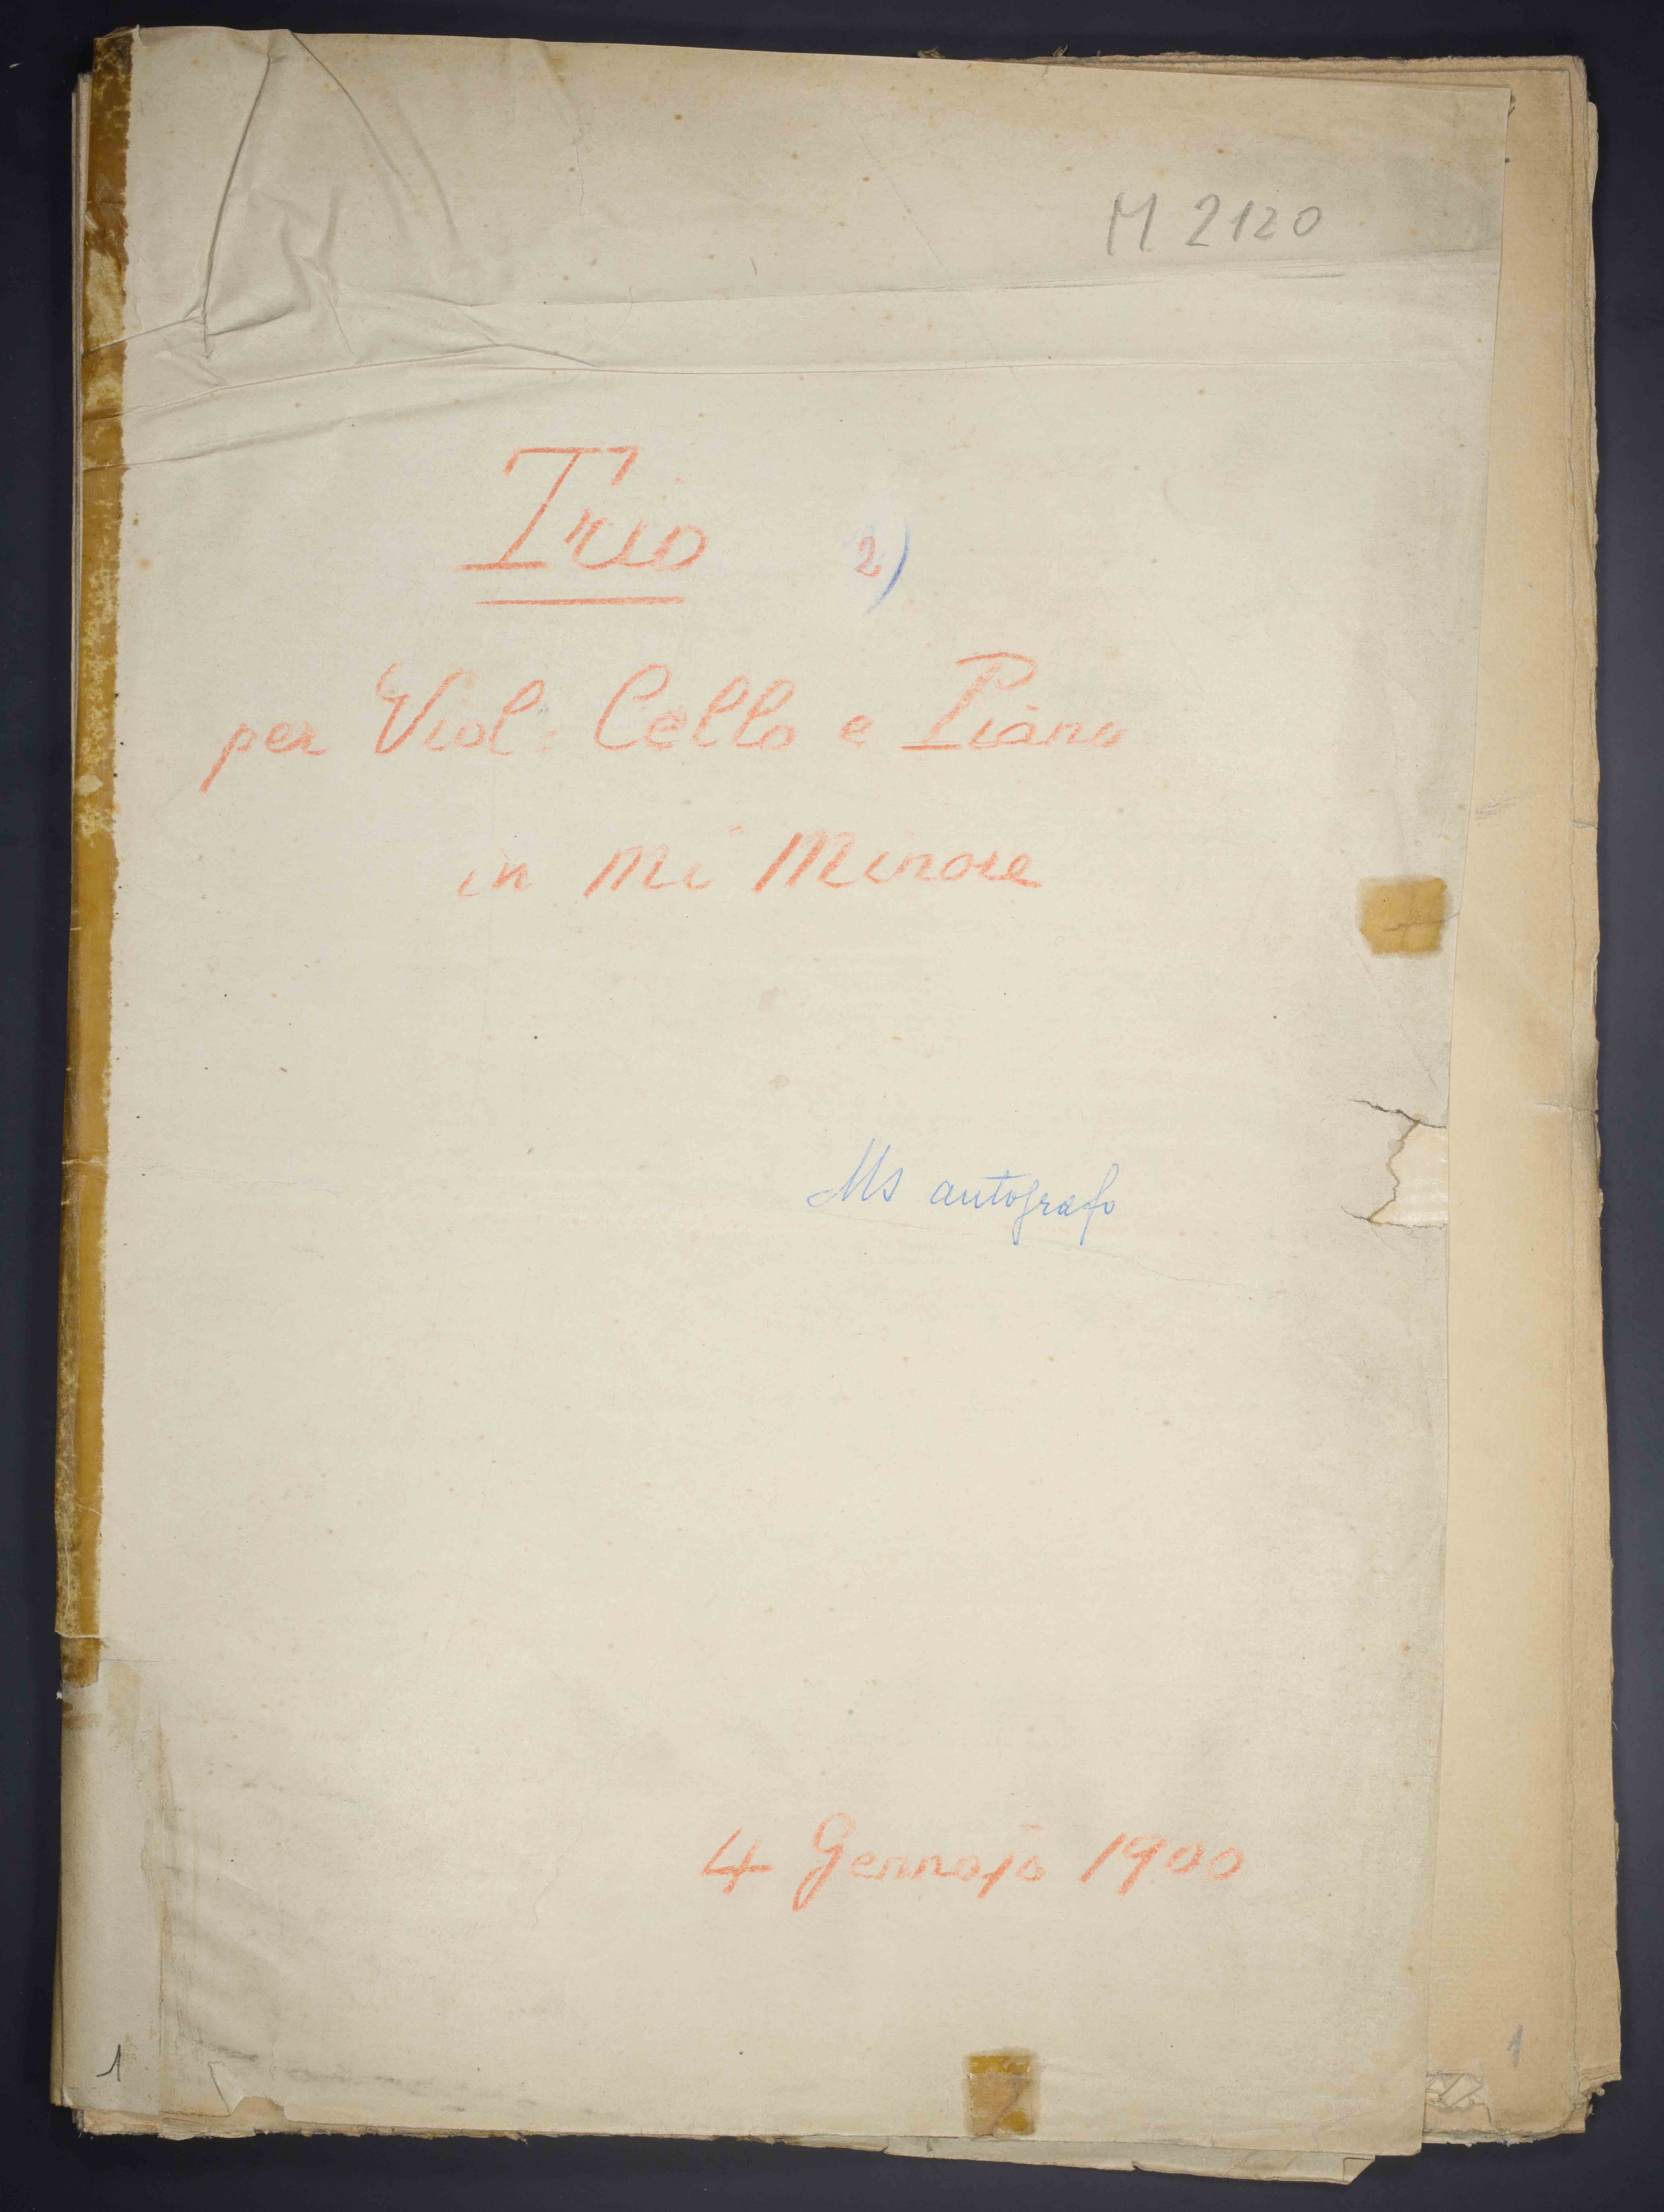 M 2120
Trio 2)
per Viol: Cello e Piano
in Mi Minore
Ms autografo
4 Gennajo 1900
1
1